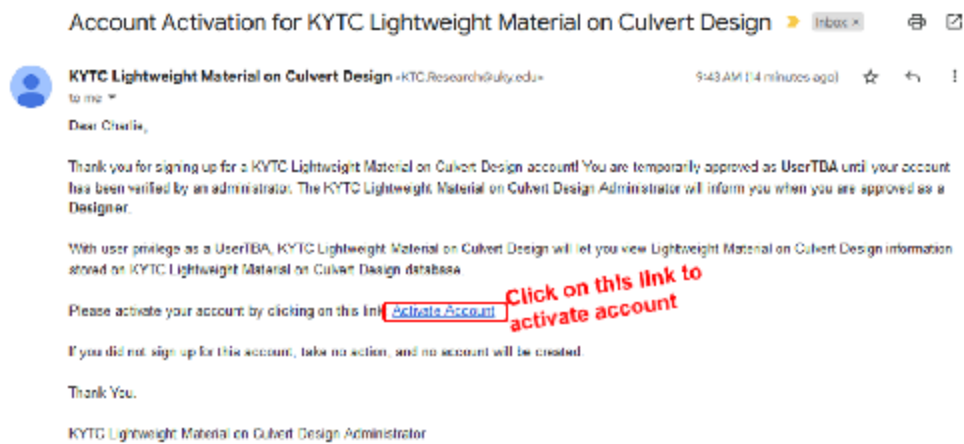 Account Activation for KYTC Lightweight Material on Culvert Design Inbox ×
KYTC Lightweight Material on Culvert Design <KTC.Research@uky.edu> 9:43 AM (14 minutes ago)
to me
Dear Charlie,
Thank you for signing up for a KYTC Lightweight Material on Culvert Design account! You are temporarily approved as UserTBA until your account
has been verified by an administrator. The KYTC Lightweight Material on Culvert Design Administrator will inform you when you are approved as a
Designer.
With user privilege as a UserTBA, KYTC Lightweight Material on Culvert Design will let you view Lightweight Material on Culvert Design information
stored on KYTC Lightweight Material on Culvert Design database.
Please activate your account by clicking on this link Activate Account
Click on this link to
activate account
If you did not sign up for this account, take no action, and no account will be created.
Thank You.
KYTC Lightweight Material on Culvert Design Administrator